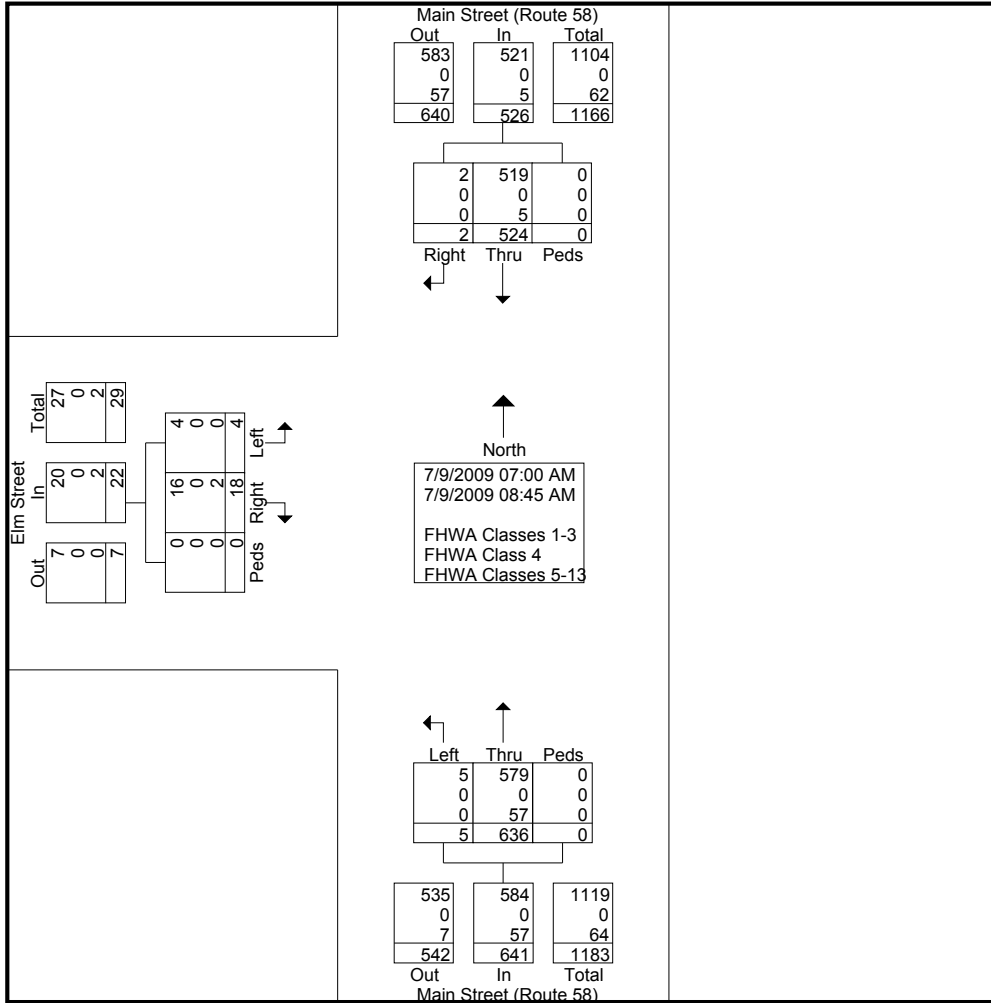 Main Street (Route 58)
Out In Total
583 521 1104
0 0 0
57 5 62
640 526 1166
2 519 0
0 0 0
0 5 0
2 524 0
Right Thru Peds
Elm Street
Total
27 0 2 29
In
20 0 2 22
Out
7 0 0 7
4 0 0 4
Left
16 0 2 18
Right
0 0 0 0
Peds
North
7/9/2009 07:00 AM
7/9/2009 08:45 AM
FHWA Classes 1-3
FHWA Class 4
FHWA Classes 5-13
Left Thru Peds
5 579 0
0 0 0
0 57 0
5 636 0
535 584 1119
0 0 0
7 57 64
542 641 1183
Out In Total
Main Street (Route 58)